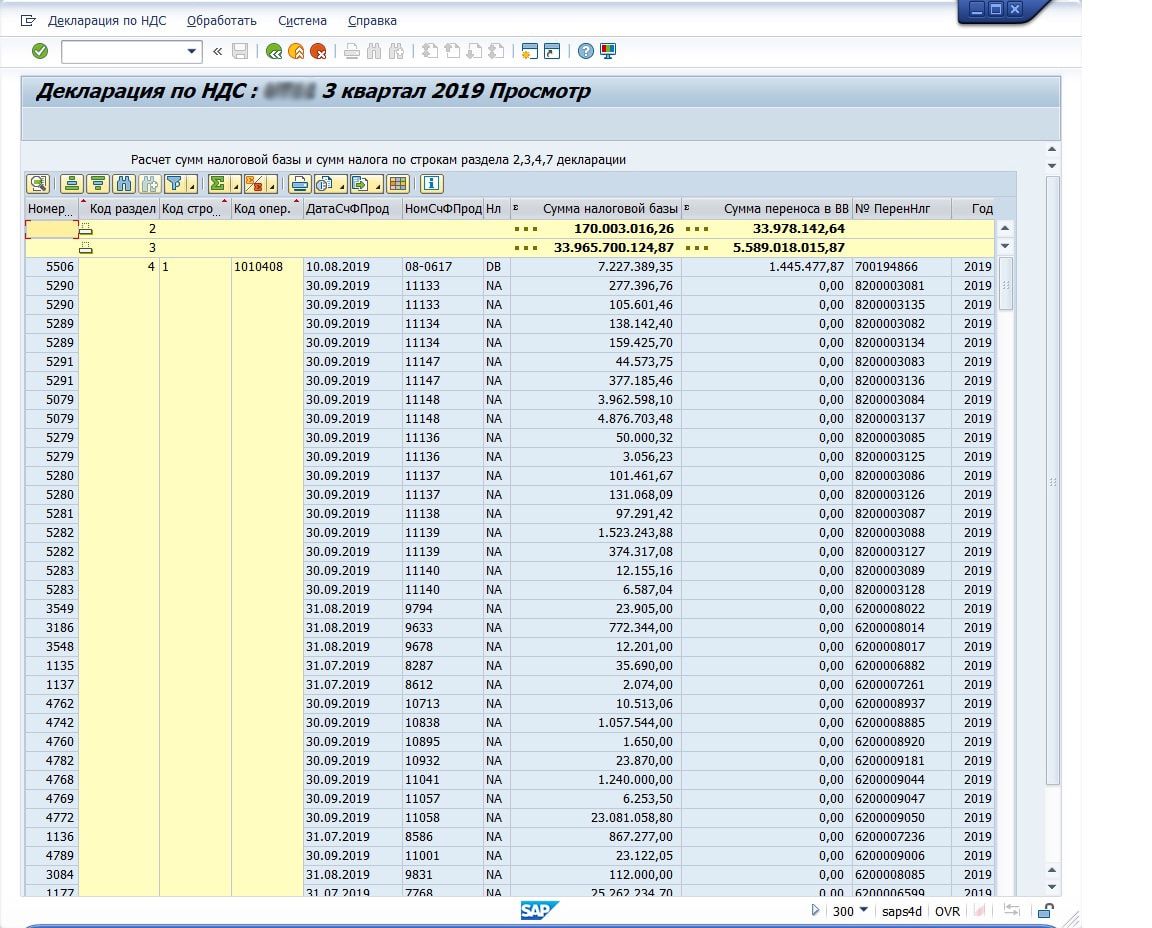 Декларация по НДС Обработать Система Справка
Декларация по НДС : 3 квартал 2019 Просмотр
Расчет сумм налоговой базы и сумм налога по строкам раздела 2,3,4,7 декларации
Номер... Код раздел Код стро... Код опер. ДатаСчФПрод НомСчФПрод Нл Σ Сумма налоговой базы Σ Сумма переноса в ВВ № ПеренНлг Год
2 170.003.016,26 33.978.142,64
3 33.965.700.124,87 5.589.018.015,87
5506 4 1 1010408 10.08.2019 08-0617 DB 7.227.389,35 1.445.477,87 700194866 2019
5290 30.09.2019 11133 NA 277.396,76 0,00 8200003081 2019
5290 30.09.2019 11133 NA 105.601,46 0,00 8200003135 2019
5289 30.09.2019 11134 NA 138.142,40 0,00 8200003082 2019
5289 30.09.2019 11134 NA 159.425,70 0,00 8200003134 2019
5291 30.09.2019 11147 NA 44.573,75 0,00 8200003083 2019
5291 30.09.2019 11147 NA 377.185,46 0,00 8200003136 2019
5079 30.09.2019 11148 NA 3.962.598,10 0,00 8200003084 2019
5079 30.09.2019 11148 NA 4.876.703,48 0,00 8200003137 2019
5279 30.09.2019 11136 NA 50.000,32 0,00 8200003085 2019
5279 30.09.2019 11136 NA 3.056,23 0,00 8200003125 2019
5280 30.09.2019 11137 NA 101.461,67 0,00 8200003086 2019
5280 30.09.2019 11137 NA 131.068,09 0,00 8200003126 2019
5281 30.09.2019 11138 NA 97.291,42 0,00 8200003087 2019
5282 30.09.2019 11139 NA 1.523.243,88 0,00 8200003088 2019
5282 30.09.2019 11139 NA 374.317,08 0,00 8200003127 2019
5283 30.09.2019 11140 NA 12.155,16 0,00 8200003089 2019
5283 30.09.2019 11140 NA 6.587,04 0,00 8200003128 2019
3549 31.08.2019 9794 NA 23.905,00 0,00 6200008022 2019
3186 31.08.2019 9633 NA 772.344,00 0,00 6200008014 2019
3548 31.08.2019 9678 NA 12.201,00 0,00 6200008017 2019
1135 31.07.2019 8287 NA 35.690,00 0,00 6200006882 2019
1137 31.07.2019 8612 NA 2.074,00 0,00 6200007261 2019
4762 30.09.2019 10713 NA 10.513,06 0,00 6200008937 2019
4742 30.09.2019 10838 NA 1.057.544,00 0,00 6200008885 2019
4760 30.09.2019 10895 NA 1.650,00 0,00 6200008920 2019
4782 30.09.2019 10932 NA 23.870,00 0,00 6200009181 2019
4768 30.09.2019 11041 NA 1.240.000,00 0,00 6200009044 2019
4769 30.09.2019 11057 NA 6.253,50 0,00 6200009047 2019
4772 30.09.2019 11058 NA 23.081.058,80 0,00 6200009050 2019
1136 31.07.2019 8586 NA 867.277,00 0,00 6200007236 2019
4789 30.09.2019 11001 NA 23.122,05 0,00 6200009006 2019
3084 31.08.2019 9831 NA 112.000,00 0,00 6200008085 2019
1177 31.07.2019 7768 NA 25.262.234,70 0,00 6200006599 2019
SAP 300 saps4d OVR